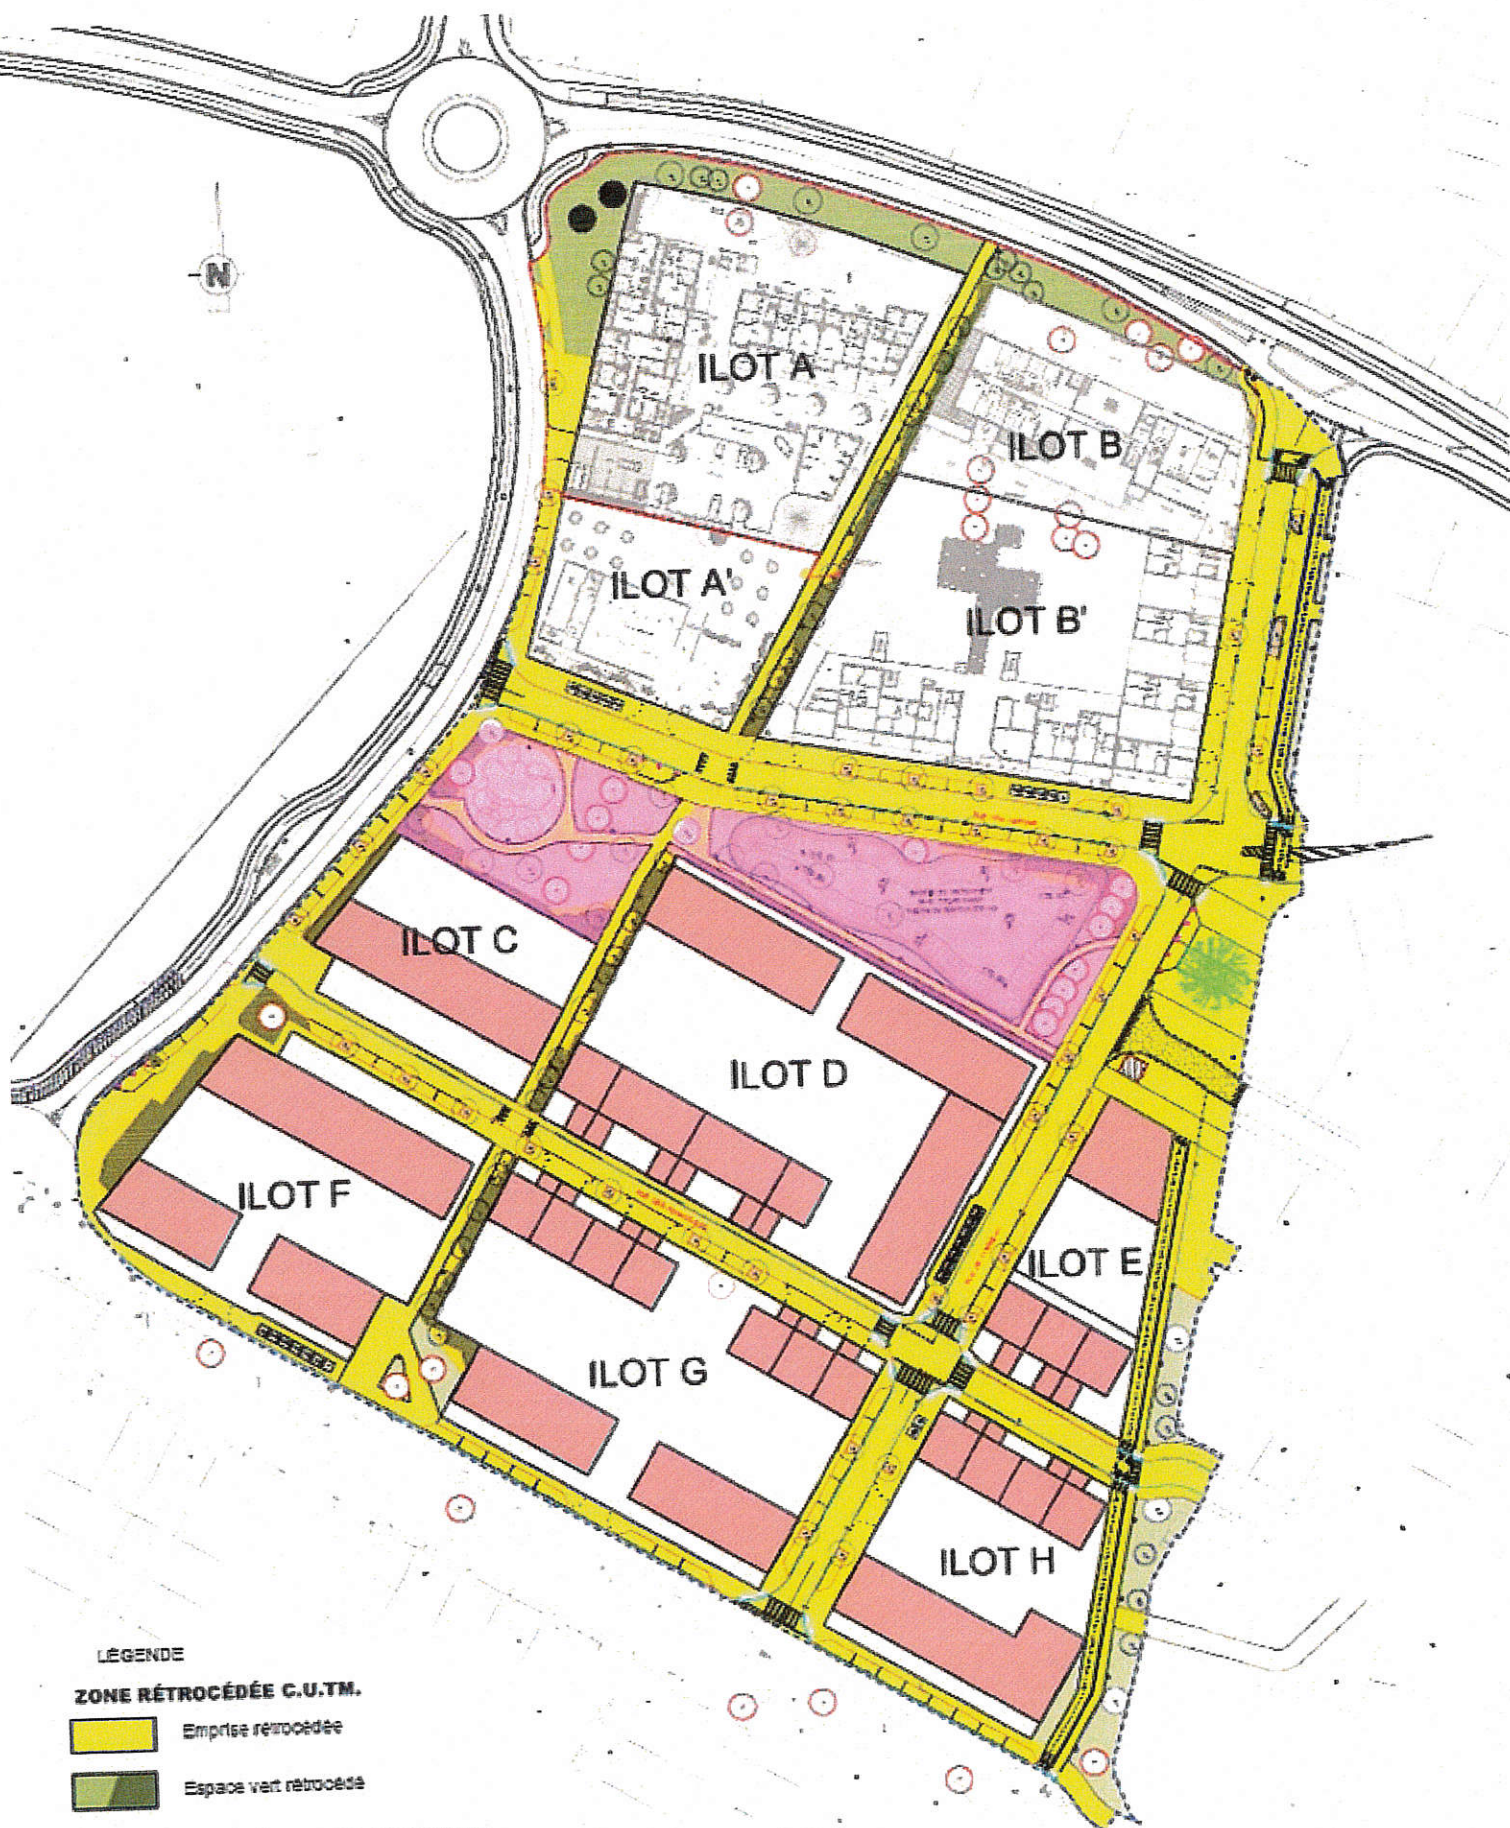 N
ILOT A
ILOT B
ILOT A'
ILOT B'
ILOT C
ILOT D
ILOT F
ILOT E
ILOT G
ILOT H
LÉGENDE
ZONE RÉTROCÉDÉE C.U.TM.
Emprise rétrocédée
Espace vert rétrocédé